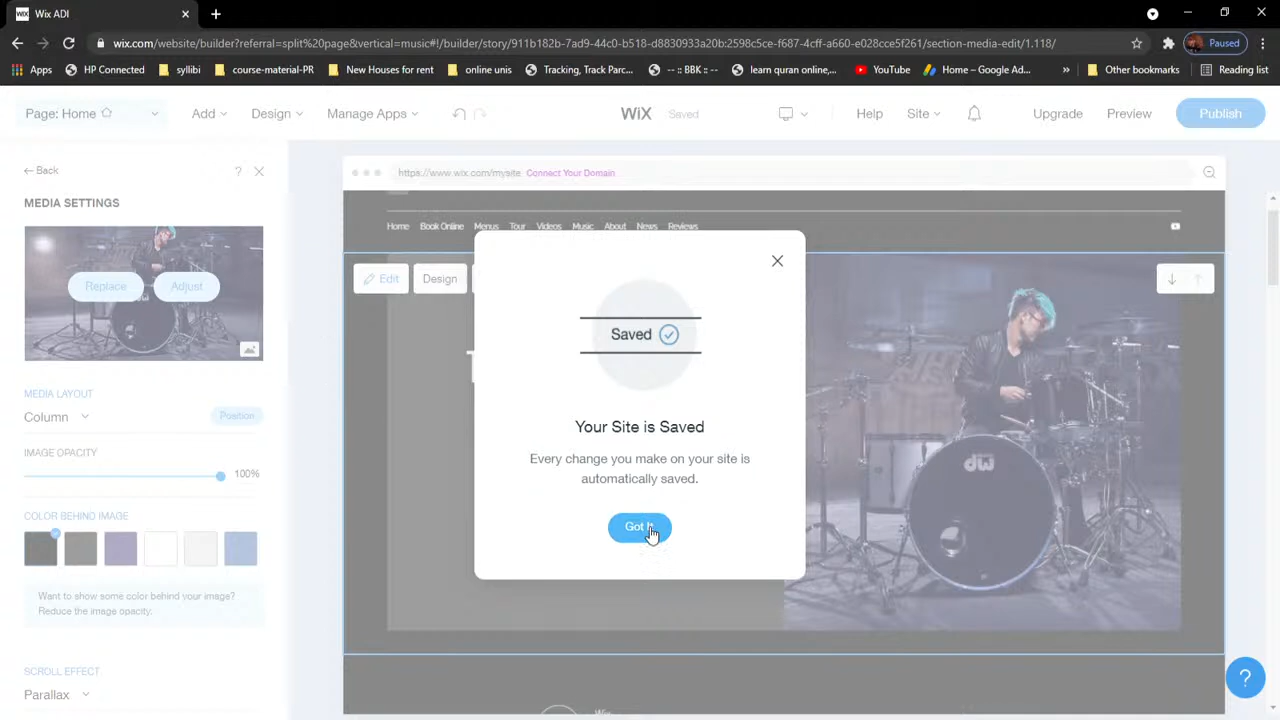 WiX Wix ADI
wix.com/website/builder?referral=split%20page&vertical=music#!/builder/story/911b182b-7ad9-44c0-b518-d8830933a20b:2598c5ce-f687-4cff-a660-e028cce5f261/section-media-edit/1.118/
Paused
Apps HP Connected syllibi course-material-PR New Houses for rent online unis Tracking, Track Parc... -- :: BBK :: -- learn quran online,... YouTube Home – Google Ad... » Other bookmarks Reading list
Page: Home Add Design Manage Apps WiX Saved Help Site Upgrade Preview Publish
Back ?
https://www.wix.com/mysite Connect Your Domain
MEDIA SETTINGS
Home Book Online Menus Tour Videos Music About News Reviews
Replace Adjust
Edit Design
Saved
MEDIA LAYOUT
Column Position
Your Site is Saved
IMAGE OPACITY
100%
Every change you make on your site is
automatically saved.
COLOR BEHIND IMAGE
Got It
dw
Want to show some color behind your image?
Reduce the image opacity.
SCROLL EFFECT
Parallax
?
Wix